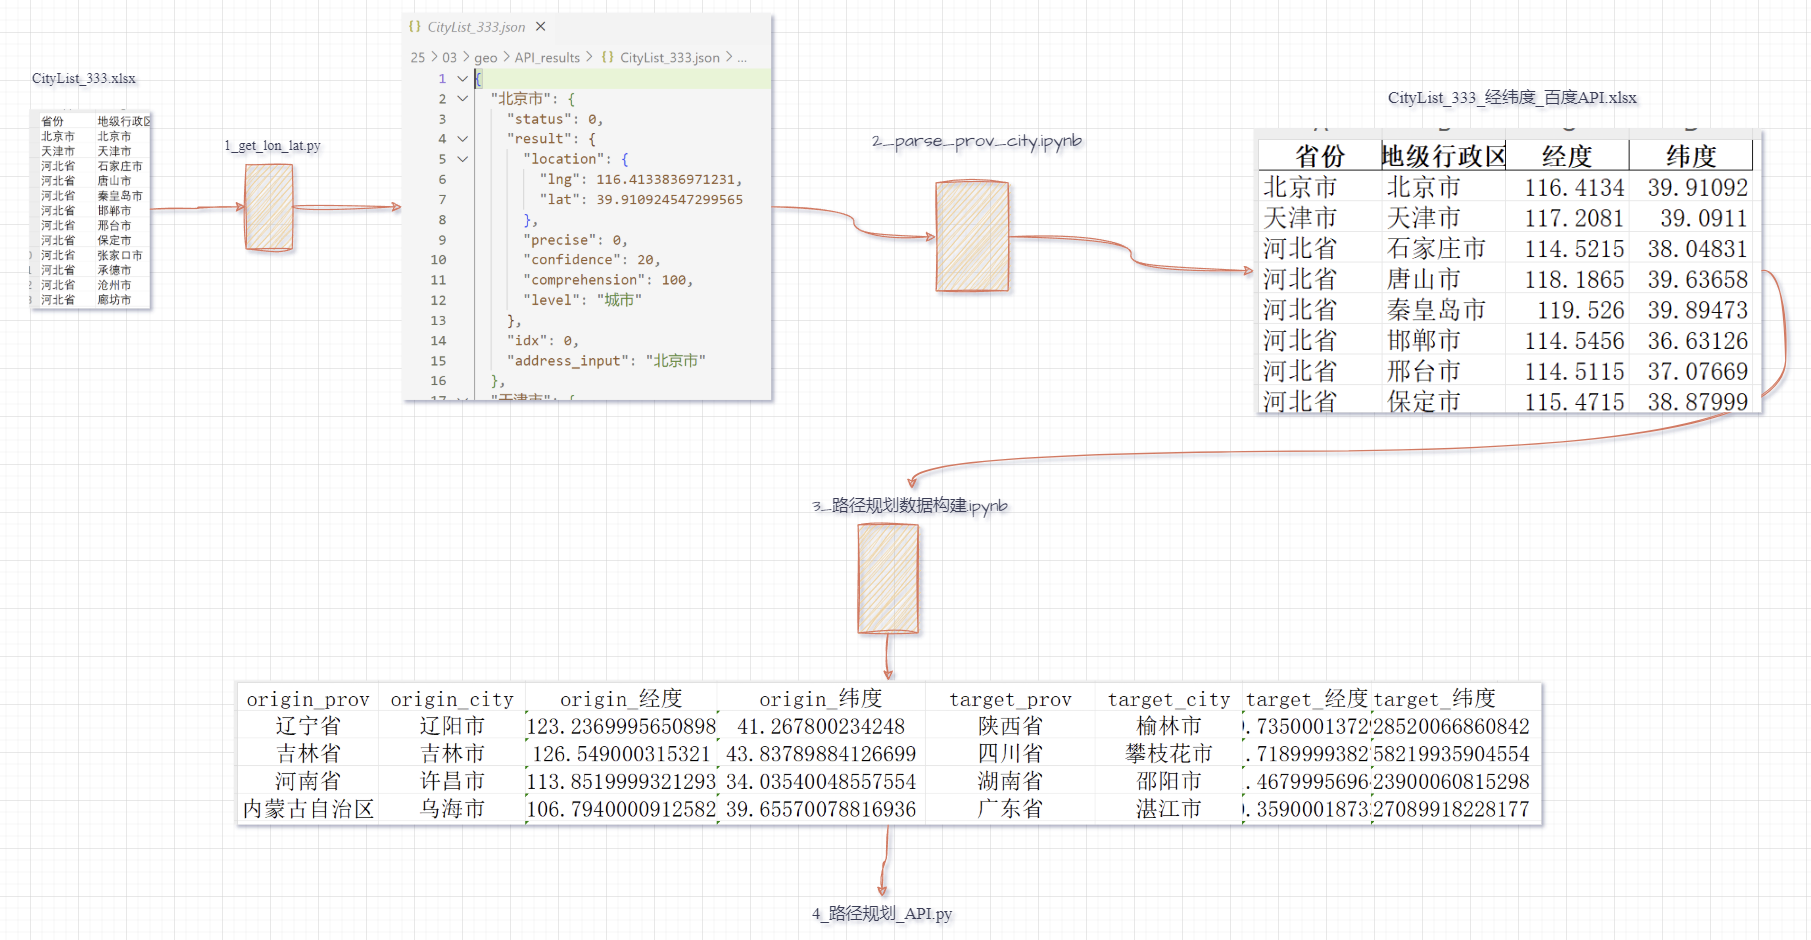 CityList_333.xlsx
省份 地级行政区
北京市 北京市
天津市 天津市
河北省 石家庄市
河北省 唐山市
河北省 秦皇岛市
河北省 邯郸市
河北省 邢台市
河北省 保定市
河北省 张家口市
河北省 承德市
河北省 沧州市
河北省 廊坊市
1_get_lon_lat.py
{} CityList_333.json ×
25 > 03 > geo > API_results > {} CityList_333.json > ...
1 {
2 "北京市": {
3 "status": 0,
4 "result": {
5 "location": {
6 "lng": 116.4133836971231,
7 "lat": 39.910924547299565
8 },
9 "precise": 0,
10 "confidence": 20,
11 "comprehension": 100,
12 "level": "城市"
13 },
14 "idx": 0,
15 "address_input": "北京市"
16 },
17 "天津市": {
2_parse_prov_city.ipynb
CityList_333_经纬度_百度API.xlsx
省份 地级行政区 经度 纬度
北京市 北京市 116.4134 39.91092
天津市 天津市 117.2081 39.0911
河北省 石家庄市 114.5215 38.04831
河北省 唐山市 118.1865 39.63658
河北省 秦皇岛市 119.526 39.89473
河北省 邯郸市 114.5456 36.63126
河北省 邢台市 114.5115 37.07669
河北省 保定市 115.4715 38.87999
3_路径规划数据构建.ipynb
origin_prov origin_city origin_经度 origin_纬度 target_prov target_city target_经度 target_纬度
辽宁省 辽阳市 123.2369995650898 41.267800234248 陕西省 榆林市 .7350001372 28520066860842
吉林省 吉林市 126.549000315321 43.83789884126699 四川省 攀枝花市 .7189999382 58219935904554
河南省 许昌市 113.8519999321293 34.03540048557554 湖南省 邵阳市 .4679995696 23900060815298
内蒙古自治区 乌海市 106.7940000912582 39.65570078816936 广东省 湛江市 .3590001873 27089918228177
4_路径规划_API.py